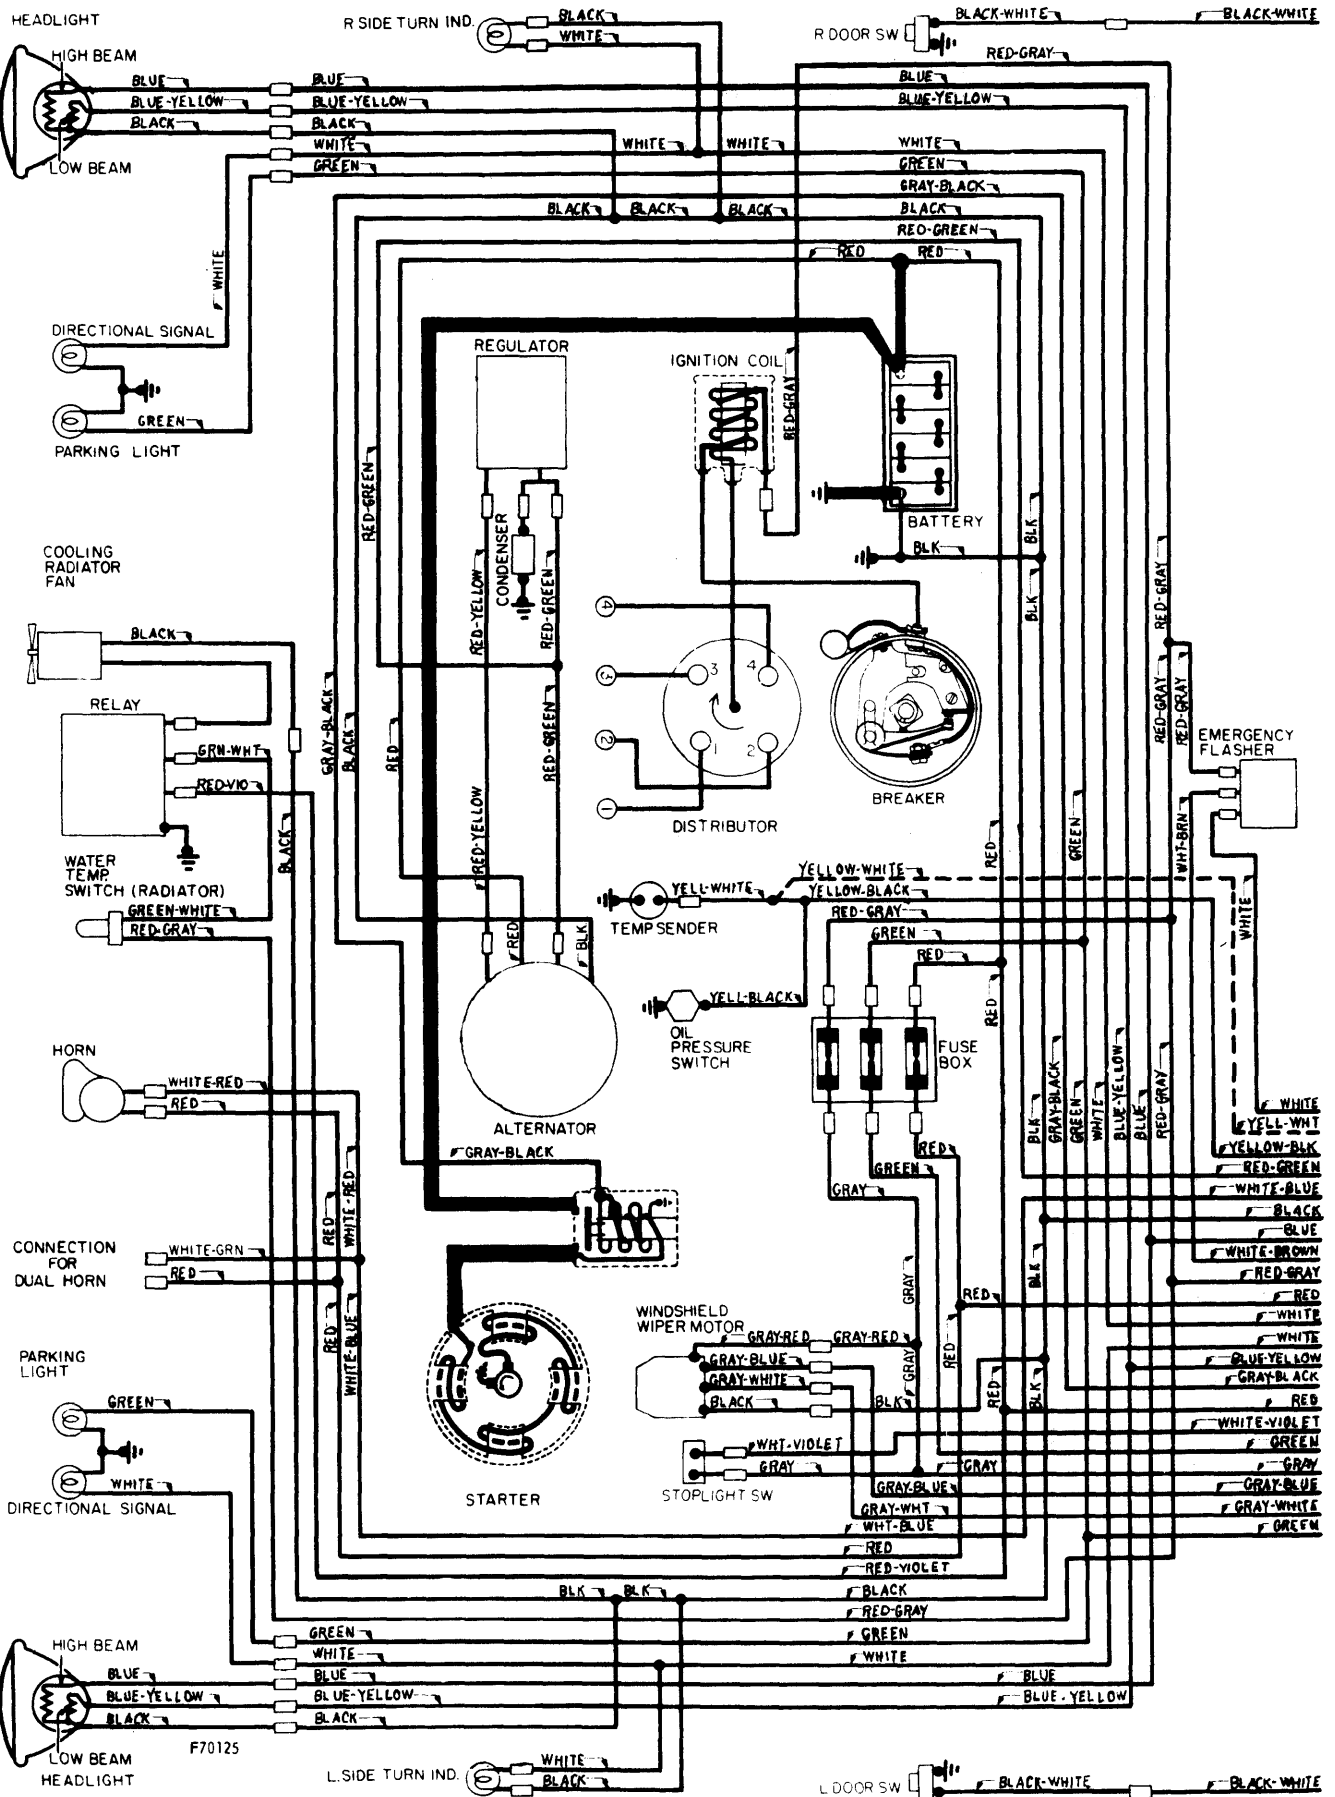 HEADLIGHT
HIGH BEAM
LOW BEAM
BLUE
BLUE-YELLOW
BLACK
BLUE
BLUE-YELLOW
BLACK
WHITE
GREEN
R SIDE TURN IND.
BLACK
WHITE
R DOOR SW
BLACK-WHITE
BLACK-WHITE
RED-GRAY
BLUE
BLUE-YELLOW
WHITE
WHITE
WHITE
GREEN
GRAY-BLACK
BLACK
BLACK
BLACK
BLACK
RED-GREEN
RED
RED
WHITE
DIRECTIONAL SIGNAL
GREEN
PARKING LIGHT
REGULATOR
IGNITION COIL
RED-GRAY
BATTERY
BLK
BLK
BLK
RED-GREEN
RED-YELLOW
CONDENSER
RED-GREEN
RED-GRAY
COOLING
RADIATOR
FAN
BLACK
RELAY
GRN-WHT
RED-VIO
BLACK
GRAY-BLACK
BLACK
RED
RED-GREEN
RED-YELLOW
4
3
2
1
3
4
1
2
DISTRIBUTOR
BREAKER
RED-GRAY
RED-GRAY
EMERGENCY
FLASHER
WHT-BRN
WHITE
GREEN
RED
WATER
TEMP.
SWITCH (RADIATOR)
GREEN-WHITE
RED-GRAY
RED
BLK
TEMP SENDER
YELL-WHITE
YELLOW-WHITE
YELLOW-BLACK
RED-GRAY
GREEN
RED
RED
YELL-BLACK
OIL
PRESSURE
SWITCH
FUSE
BOX
HORN
WHITE-RED
RED
ALTERNATOR
GRAY-BLACK
BLK
GRAY-BLACK
GREEN
WHITE
BLUE-YELLOW
BLUE
RED-GRAY
RED
GREEN
GRAY
WHITE
YELL-WHT
YELLOW-BLK
RED-GREEN
WHITE-BLUE
BLACK
BLUE
WHITE-BROWN
RED-GRAY
RED
WHITE
WHITE
BLUE-YELLOW
GRAY-BLACK
RED
WHITE-VIOLET
GREEN
GRAY
GRAY-BLUE
GRAY-WHITE
GREEN
RED
WHITE-RED
CONNECTION
FOR
DUAL HORN
WHITE-GRN
RED
RED
WHITE-BLUE
GRAY
BLK
RED
WINDSHIELD
WIPER MOTOR
GRAY-RED
GRAY-RED
GRAY-BLUE
GRAY-WHITE
BLACK
BLK
GRAY
RED
RED
BLK
PARKING
LIGHT
GREEN
WHITE
DIRECTIONAL SIGNAL
STARTER
WHT-VIOLET
GRAY
GRAY
STOPLIGHT SW
GRAY-BLUE
GRAY-WHT
WHT-BLUE
RED
RED-VIOLET
BLK
BLK
BLACK
RED-GRAY
GREEN
GREEN
WHITE
WHITE
BLUE
BLUE
BLUE
BLUE-YELLOW
BLUE-YELLOW
BLUE-YELLOW
BLACK
BLACK
HIGH BEAM
LOW BEAM
HEADLIGHT
F70125
L.SIDE TURN IND.
WHITE
BLACK
L DOOR SW
BLACK-WHITE
BLACK-WHITE